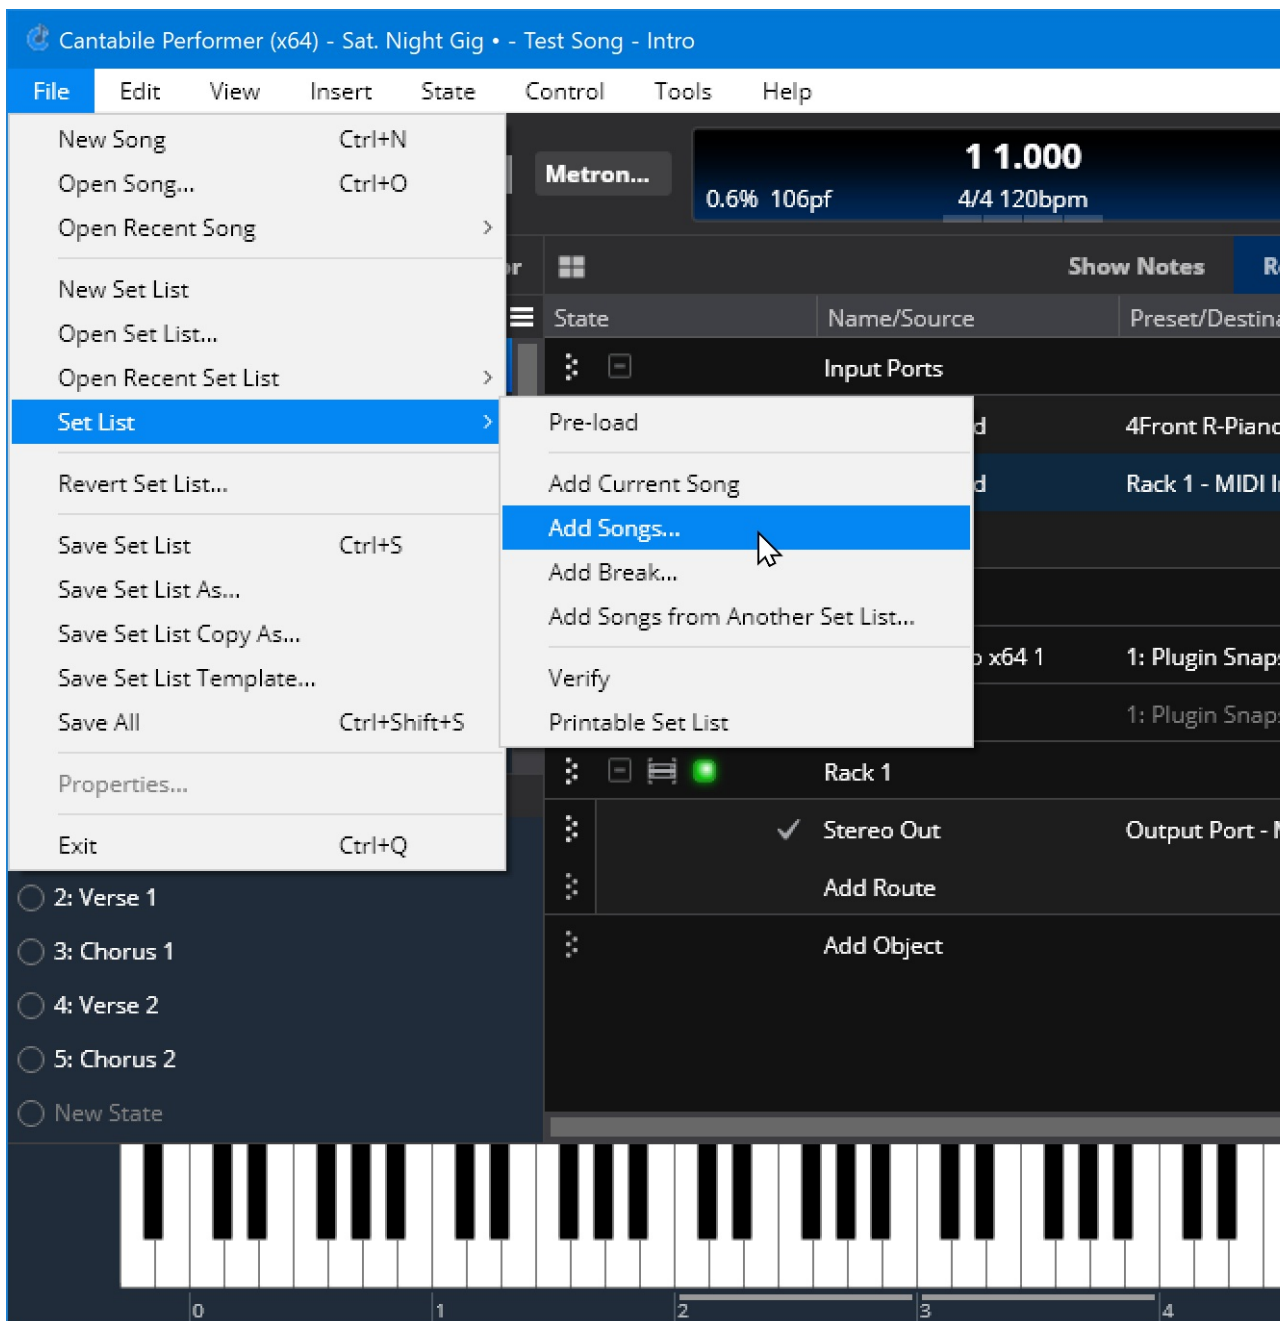 Cantabile Performer (x64) - Sat. Night Gig • - Test Song - Intro
File Edit View Insert State Control Tools Help
New Song Ctrl+N
Open Song... Ctrl+O
Open Recent Song
New Set List
Open Set List...
Open Recent Set List
Set List
Revert Set List...
Save Set List Ctrl+S
Save Set List As...
Save Set List Copy As...
Save Set List Template...
Save All Ctrl+Shift+S
Properties...
Exit Ctrl+Q
Pre-load
Add Current Song
Add Songs...
Add Break...
Add Songs from Another Set List...
Verify
Printable Set List
Metron...
1 1.000
0.6% 106pf 4/4 120bpm
Show Notes
State Name/Source Preset/Destina
Input Ports
4Front R-Piano
Rack 1 - MIDI
x64 1 1: Plugin Snap
1: Plugin Snap
Rack 1
Stereo Out Output Port -
Add Route
Add Object
2: Verse 1
3: Chorus 1
4: Verse 2
5: Chorus 2
New State
0 1 2 3 4